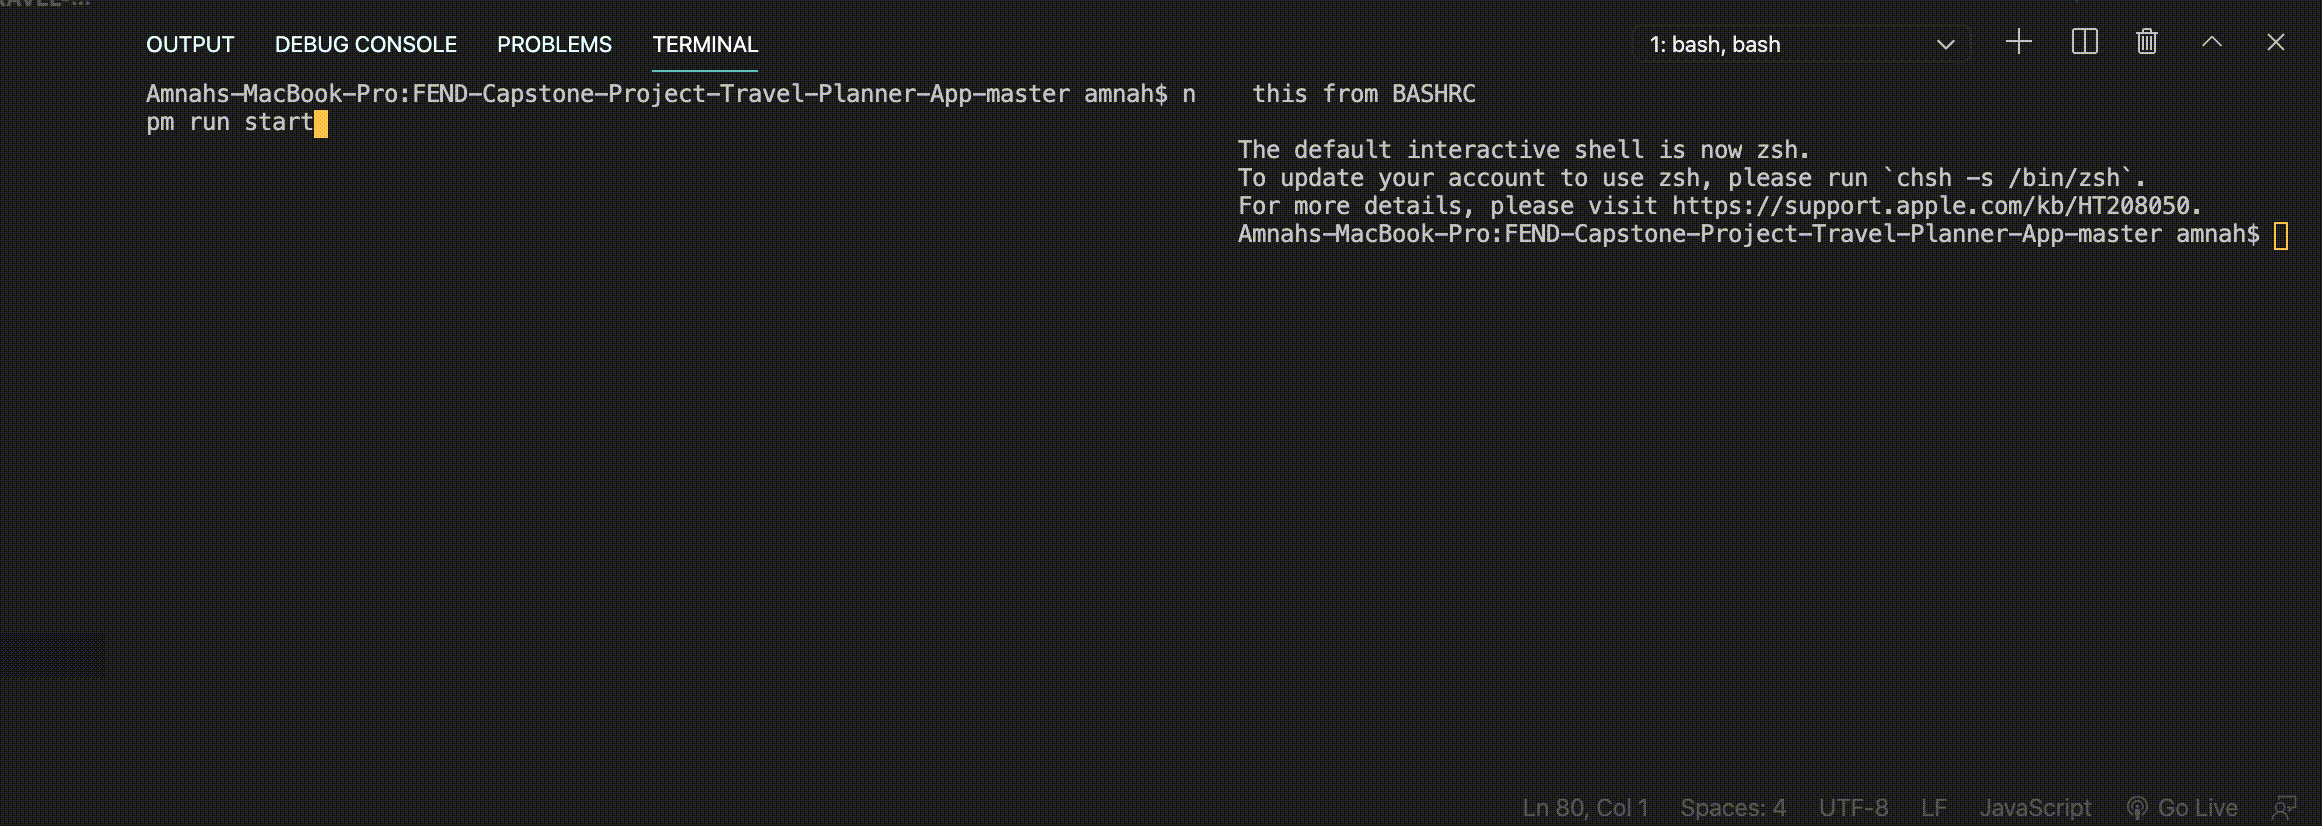 OUTPUT DEBUG CONSOLE PROBLEMS TERMINAL 1: bash, bash
Amnahs-MacBook-Pro:FEND-Capstone-Project-Travel-Planner-App-master amnah$ n
pm run start
this from BASHRC
The default interactive shell is now zsh.
To update your account to use zsh, please run `chsh -s /bin/zsh`.
For more details, please visit https://support.apple.com/kb/HT208050.
Amnahs-MacBook-Pro:FEND-Capstone-Project-Travel-Planner-App-master amnah$
Ln 80, Col 1 Spaces: 4 UTF-8 LF JavaScript Go Live